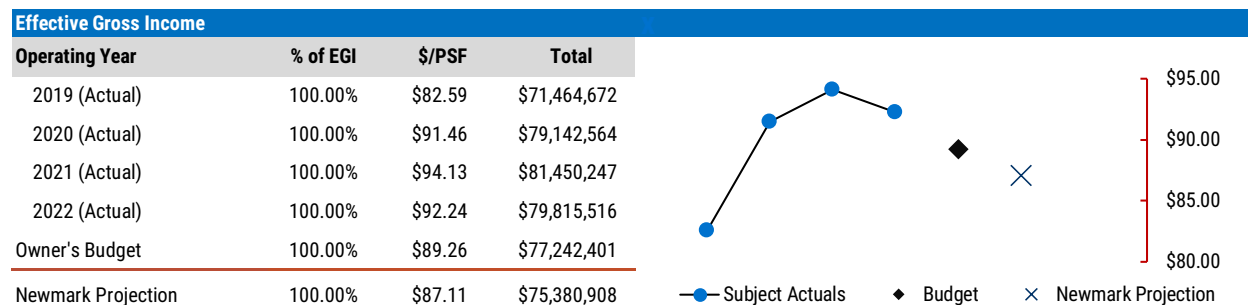 Effective Gross Income
Operating Year % of EGI $/PSF Total
2019 (Actual) 100.00% $82.59 $71,464,672
2020 (Actual) 100.00% $91.46 $79,142,564
2021 (Actual) 100.00% $94.13 $81,450,247
2022 (Actual) 100.00% $92.24 $79,815,516
Owner's Budget 100.00% $89.26 $77,242,401
Newmark Projection 100.00% $87.11 $75,380,908
$95.00
$90.00
$85.00
$80.00
Subject Actuals Budget Newmark Projection